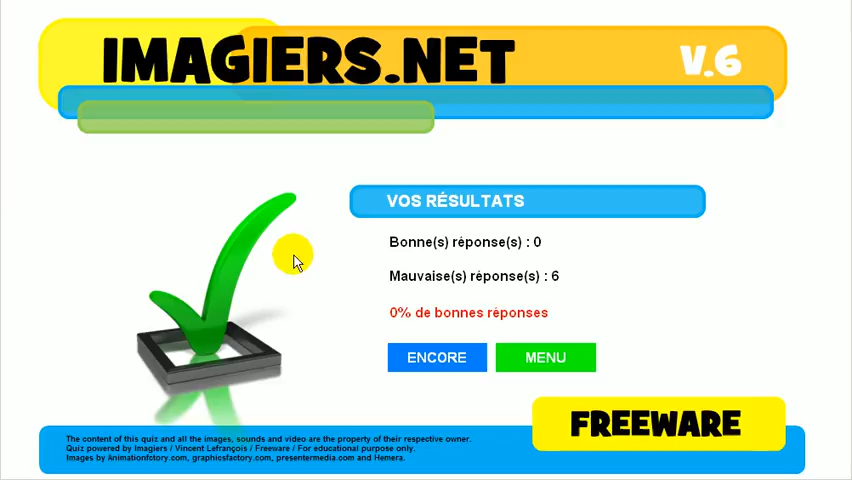 IMAGIERS.NET
V.6
VOS RÉSULTATS
Bonne(s) réponse(s) : 0
Mauvaise(s) réponse(s) : 6
0% de bonnes réponses
ENCORE
MENU
FREEWARE
The content of this quiz and all the images, sounds and video are the property of their respective owner.
Quiz powered by Imagiers / Vincent Lefrançois / Freeware / For educational purpose only.
Images by Animationfctory.com, graphicsfactory.com, presentermedia.com and Hemera.